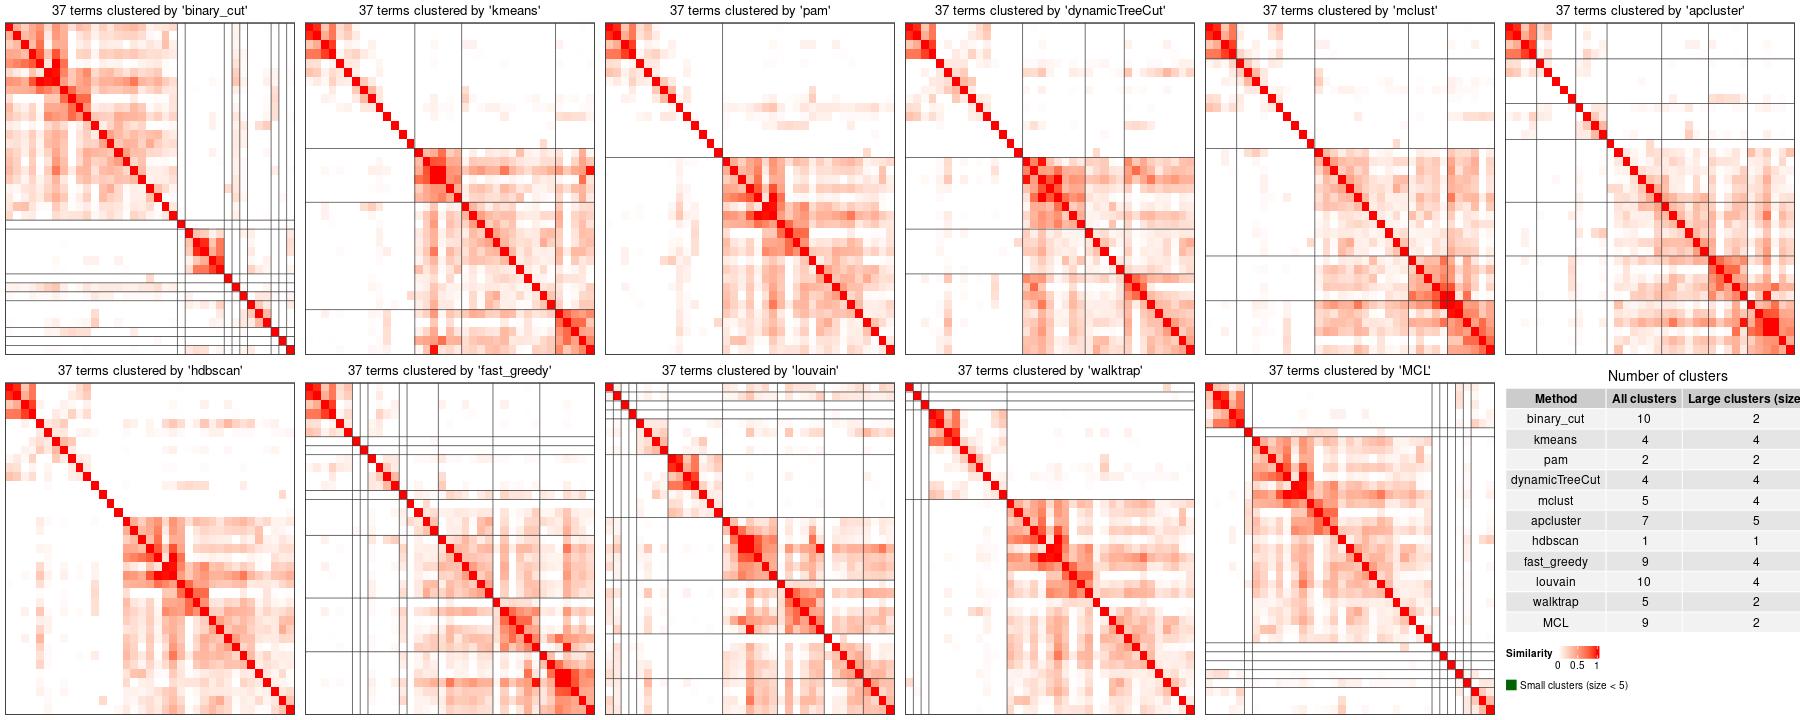 37 terms clustered by 'binary_cut'
37 terms clustered by 'kmeans'
37 terms clustered by 'pam'
37 terms clustered by 'dynamicTreeCut'
37 terms clustered by 'mclust'
37 terms clustered by 'apcluster'
37 terms clustered by 'hdbscan'
37 terms clustered by 'fast_greedy'
37 terms clustered by 'louvain'
37 terms clustered by 'walktrap'
37 terms clustered by 'MCL'
Number of clusters
Method All clusters Large clusters (size
binary_cut 10 2
kmeans 4 4
pam 2 2
dynamicTreeCut 4 4
mclust 5 4
apcluster 7 5
hdbscan 1 1
fast_greedy 9 4
louvain 10 4
walktrap 5 2
MCL 9 2
Similarity
0 0.5 1
Small clusters (size < 5)